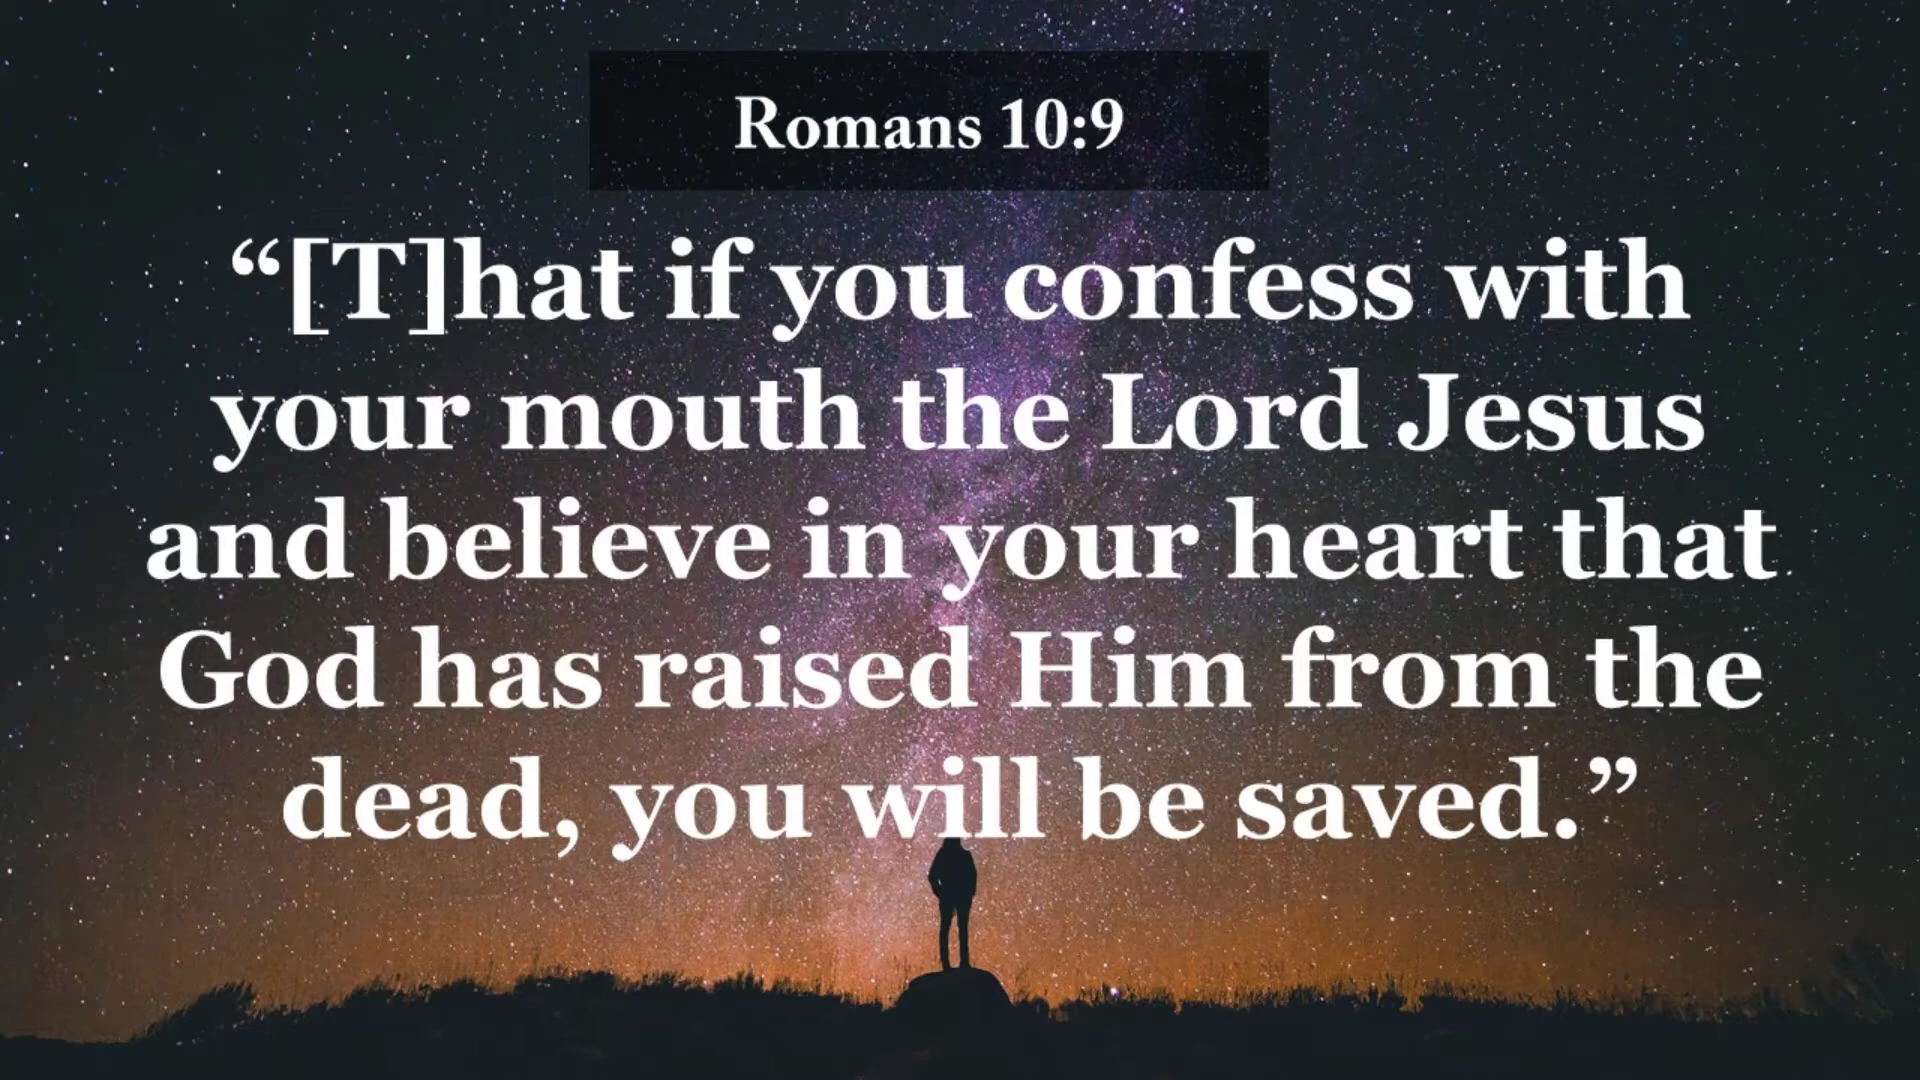 Romans 10:9
“[T]hat if you confess with
your mouth the Lord Jesus
and believe in your heart that
God has raised Him from the
dead, you will be saved.”